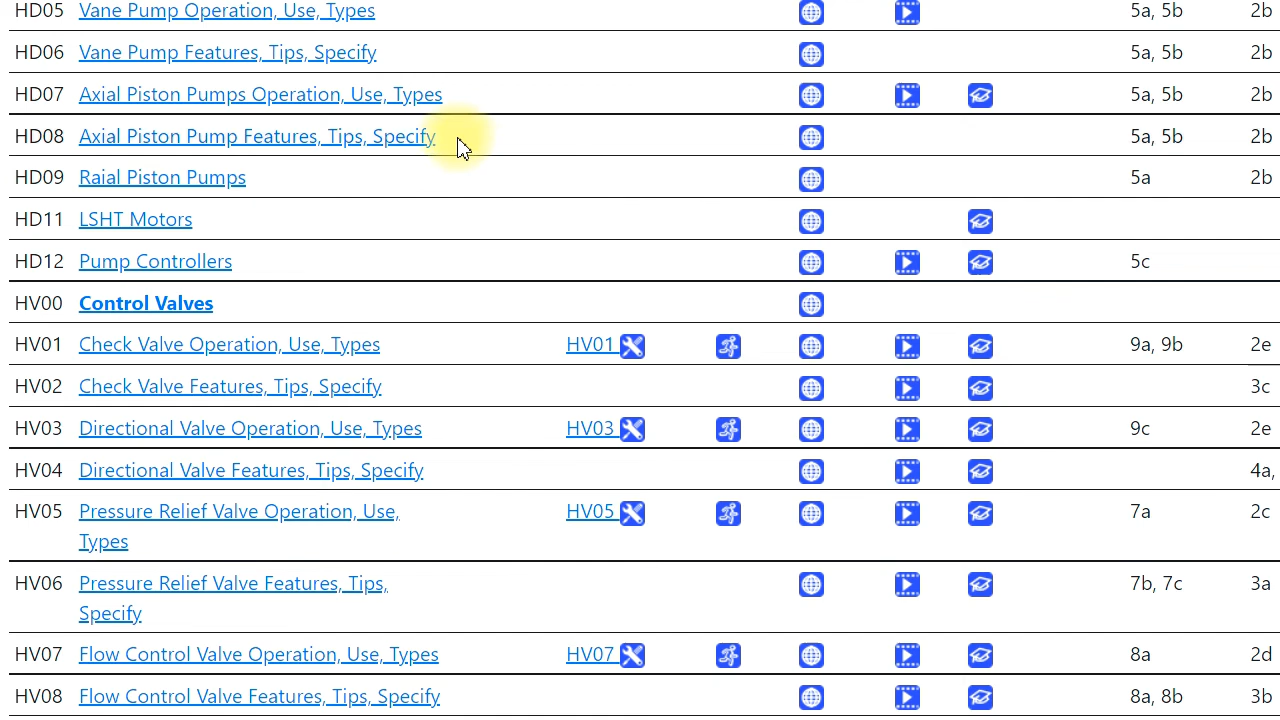 HD05 Vane Pump Operation, Use, Types 5a, 5b 2b
HD06 Vane Pump Features, Tips, Specify 5a, 5b 2b
HD07 Axial Piston Pumps Operation, Use, Types 5a, 5b 2b
HD08 Axial Piston Pump Features, Tips, Specify 5a, 5b 2b
HD09 Raial Piston Pumps 5a 2b
HD11 LSHT Motors
HD12 Pump Controllers 5c
HV00 Control Valves
HV01 Check Valve Operation, Use, Types HV01 9a, 9b 2e
HV02 Check Valve Features, Tips, Specify 3c
HV03 Directional Valve Operation, Use, Types HV03 9c 2e
HV04 Directional Valve Features, Tips, Specify 4a,
HV05 Pressure Relief Valve Operation, Use, HV05 7a 2c
Types
HV06 Pressure Relief Valve Features, Tips, 7b, 7c 3a
Specify
HV07 Flow Control Valve Operation, Use, Types HV07 8a 2d
HV08 Flow Control Valve Features, Tips, Specify 8a, 8b 3b